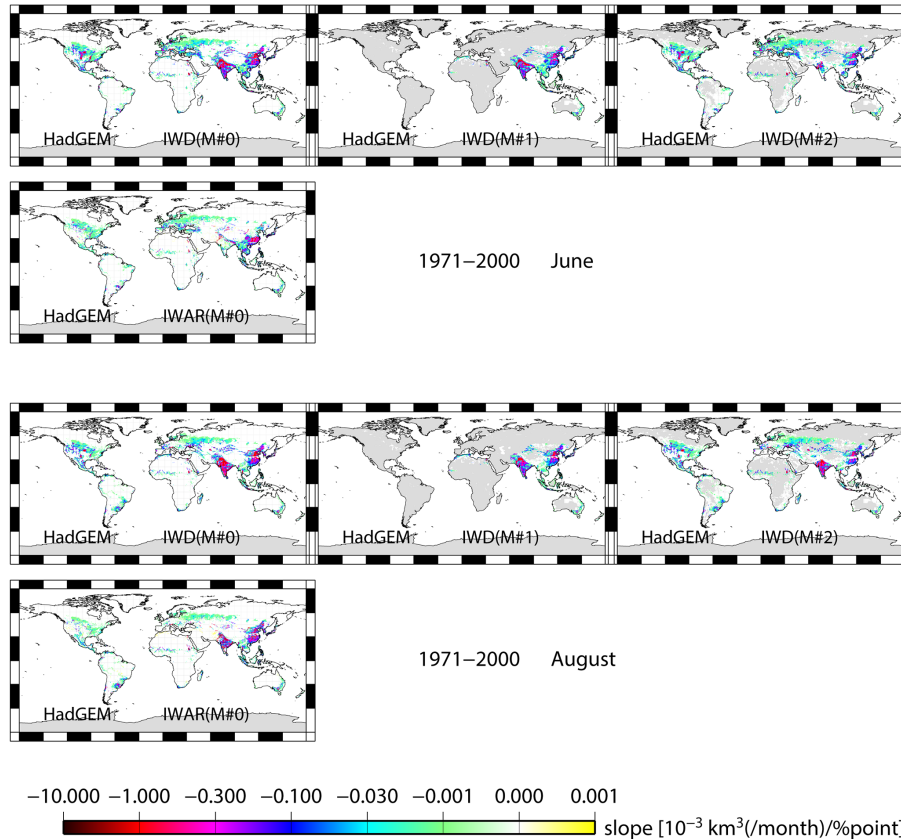 HadGEM IWD(M#0) HadGEM IWD(M#1) HadGEM IWD(M#2)
HadGEM IWAR(M#0)
1971−2000 June
HadGEM IWD(M#0) HadGEM IWD(M#1) HadGEM IWD(M#2)
HadGEM IWAR(M#0)
1971−2000 August
−10.000 −1.000 −0.300 −0.100 −0.030 −0.001 0.000 0.001
slope [10⁻³ km³(/month)/%point]